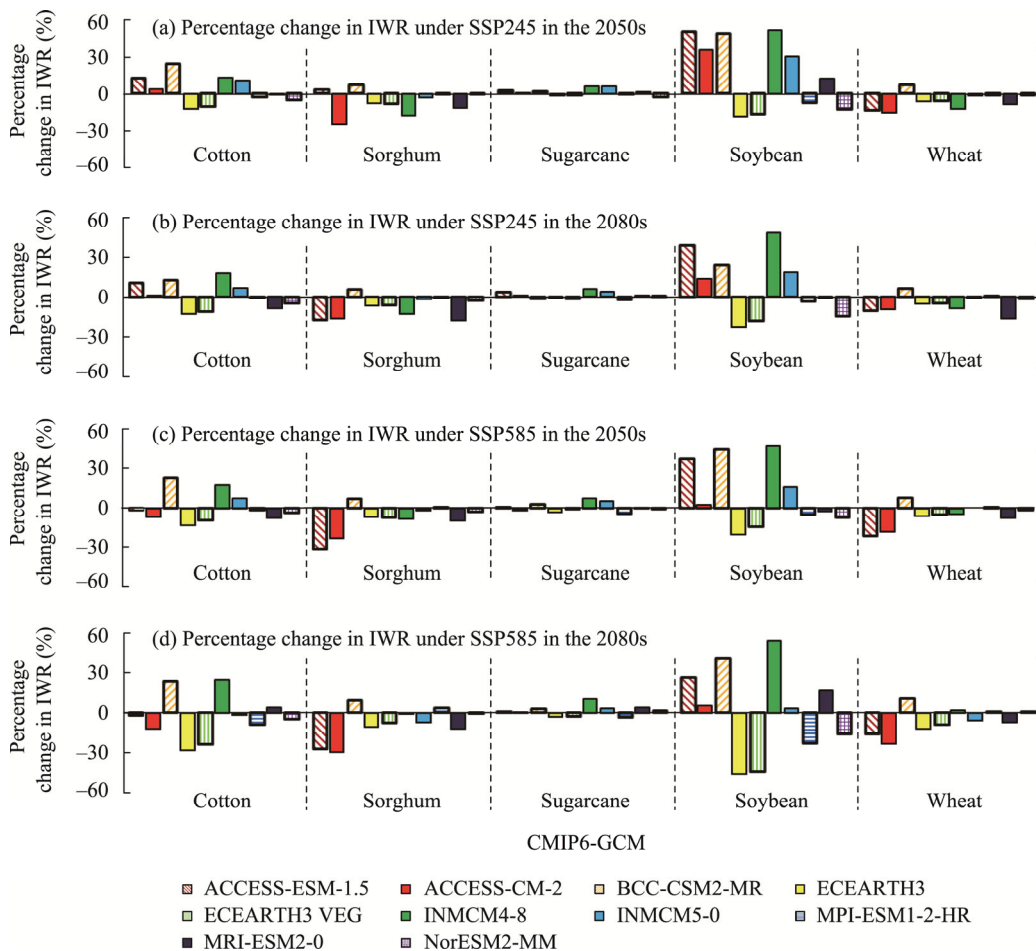 (a) Percentage change in IWR under SSP245 in the 2050s
Percentage
change in IWR (%)
60
30
0
–30
–60
Cotton Sorghum Sugarcanc Soybcan Whcat
(b) Percentage change in IWR under SSP245 in the 2080s
Percentage
change in IWR (%)
60
30
0
–30
–60
Cotton Sorghum Sugarcane Soybean Wheat
(c) Percentage change in IWR under SSP585 in the 2050s
Percentage
change in IWR (%)
60
30
0
–30
–60
Cotton Sorghum Sugarcane Soybean Wheat
(d) Percentage change in IWR under SSP585 in the 2080s
Percentage
change in IWR (%)
60
30
0
–30
–60
Cotton Sorghum Sugarcane Soybean Wheat
CMIP6-GCM
ACCESS-ESM-1.5 ACCESS-CM-2 BCC-CSM2-MR ECEARTH3
ECEARTH3 VEG INMCM4-8 INMCM5-0 MPI-ESM1-2-HR
MRI-ESM2-0 NorESM2-MM